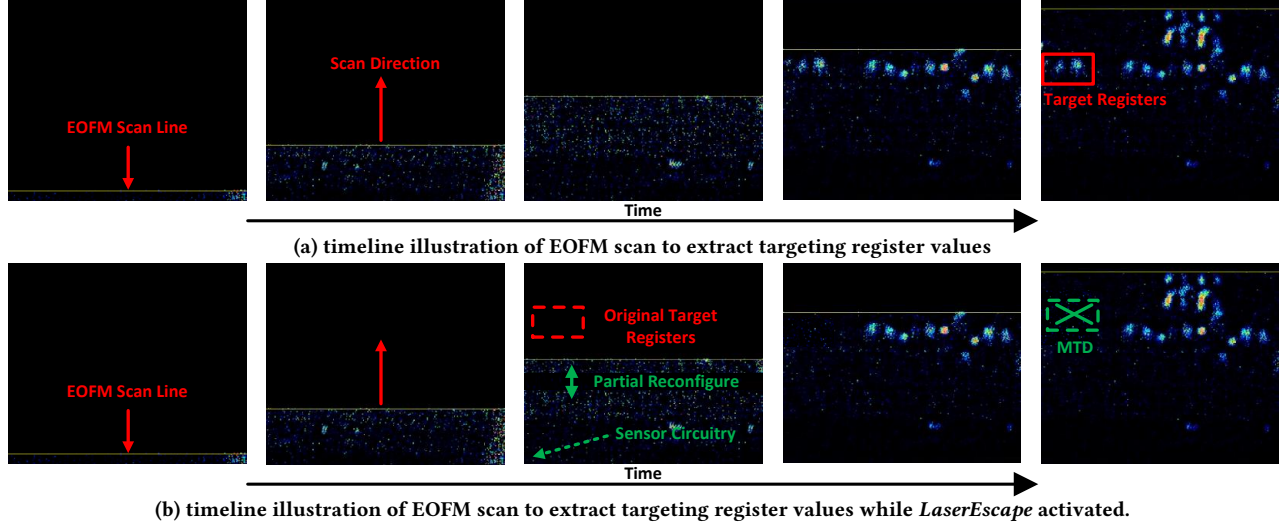 EOFM Scan Line
Scan Direction
Target Registers
Time
(a) timeline illustration of EOFM scan to extract targeting register values
EOFM Scan Line
Original Target
Registers
Partial Reconfigure
Sensor Circuitry
MTD
Time
(b) timeline illustration of EOFM scan to extract targeting register values while LaserEscape activated.